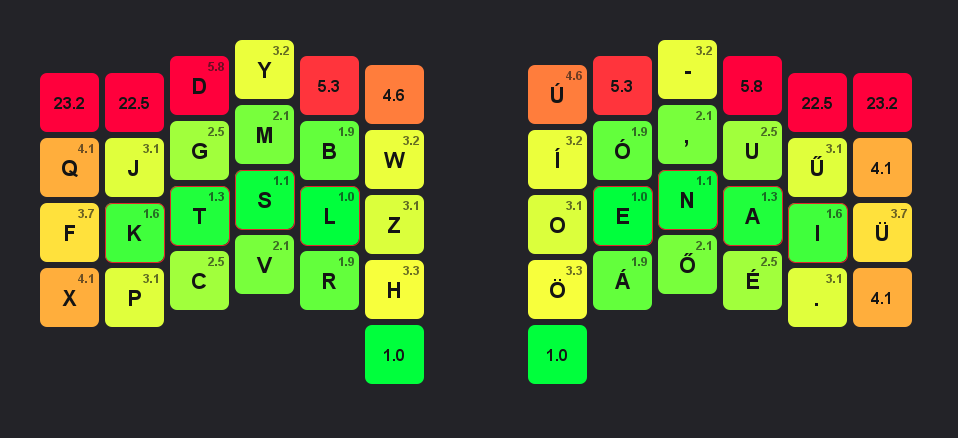 23.2 22.5 D 5.8 Y 3.2 5.3 4.6 Ú 4.6 5.3 - 3.2 5.8 22.5 23.2
Q 4.1 J 3.1 G 2.5 M 2.1 B 1.9 W 3.2 Í 3.2 Ó 1.9 , 2.1 U 2.5 Ű 3.1 4.1
F 3.7 K 1.6 T 1.3 S 1.1 L 1.0 Z 3.1 O 3.1 E 1.0 N 1.1 A 1.3 I 1.6 Ü 3.7
X 4.1 P 3.1 C 2.5 V 2.1 R 1.9 H 3.3 Ö 3.3 Á 1.9 Ő 2.1 É 2.5 . 3.1 4.1
1.0 1.0